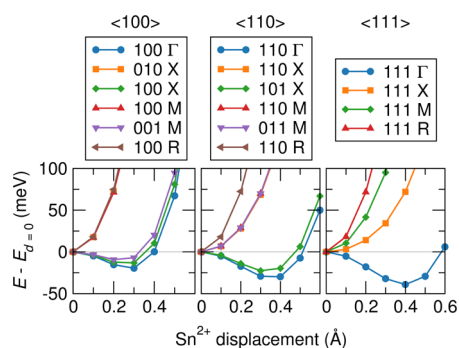 <100> <110> <111>
100 Γ
010 X
100 X
100 M
001 M
100 R
110 Γ
110 X
101 X
110 M
011 M
110 R
111 Γ
111 X
111 M
111 R
E - E d = 0 (meV)
100
50
0
-50
0 0.2 0.4 0 0.2 0.4 0 0.2 0.4 0.6
Sn2+ displacement (Å)